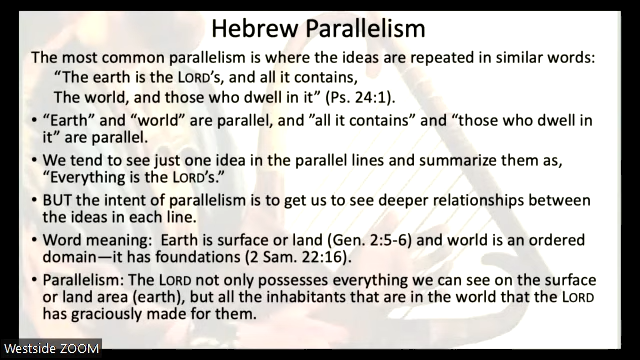 Hebrew Parallelism
The most common parallelism is where the ideas are repeated in similar words:
“The earth is the LORD’s, and all it contains,
The world, and those who dwell in it” (Ps. 24:1).
• “Earth” and “world” are parallel, and ”all it contains” and “those who dwell in
it” are parallel.
• We tend to see just one idea in the parallel lines and summarize them as,
“Everything is the LORD’s.”
• BUT the intent of parallelism is to get us to see deeper relationships between
the ideas in each line.
• Word meaning: Earth is surface or land (Gen. 2:5-6) and world is an ordered
domain—it has foundations (2 Sam. 22:16).
• Parallelism: The LORD not only possesses everything we can see on the surface
or land area (earth), but all the inhabitants that are in the world that the LORD
has graciously made for them.
Westside ZOOM